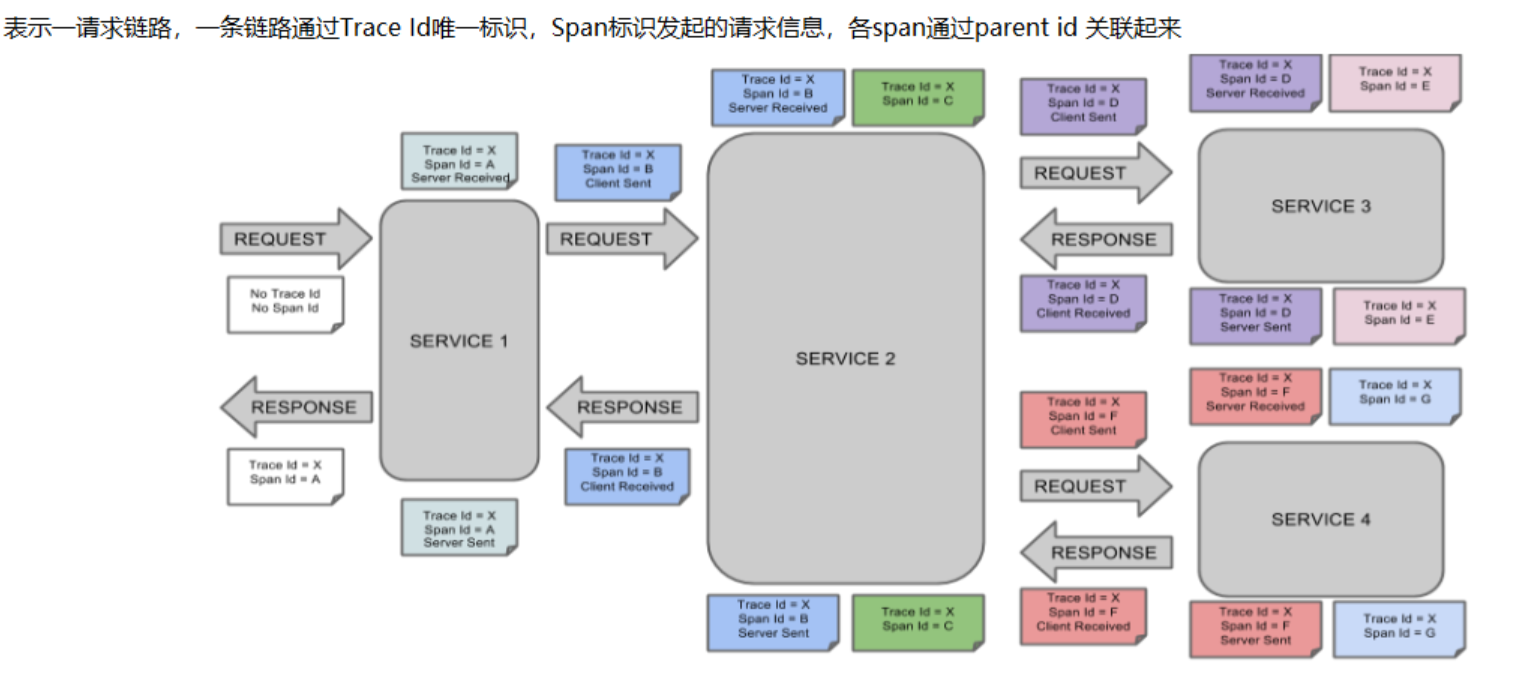 表示一请求链路，一条链路通过Trace Id唯一标识，Span标识发起的请求信息，各span通过parent id 关联起来
REQUEST
No Trace Id
No Span Id
RESPONSE
Trace Id = X
Span Id = A
Trace Id = X
Span Id = A
Server Received
SERVICE 1
Trace Id = X
Span Id = A
Server Sent
Trace Id = X
Span Id = B
Client Sent
REQUEST
RESPONSE
Trace Id = X
Span Id = B
Client Received
Trace Id = X
Span Id = B
Server Received
Trace Id = X
Span Id = C
SERVICE 2
Trace Id = X
Span Id = B
Server Sent
Trace Id = X
Span Id = C
Trace Id = X
Span Id = D
Client Sent
REQUEST
RESPONSE
Trace Id = X
Span Id = D
Client Received
Trace Id = X
Span Id = D
Server Received
Trace Id = X
Span Id = E
SERVICE 3
Trace Id = X
Span Id = D
Server Sent
Trace Id = X
Span Id = E
Trace Id = X
Span Id = F
Client Sent
REQUEST
RESPONSE
Trace Id = X
Span Id = F
Client Received
Trace Id = X
Span Id = F
Server Received
Trace Id = X
Span Id = G
SERVICE 4
Trace Id = X
Span Id = F
Server Sent
Trace Id = X
Span Id = G